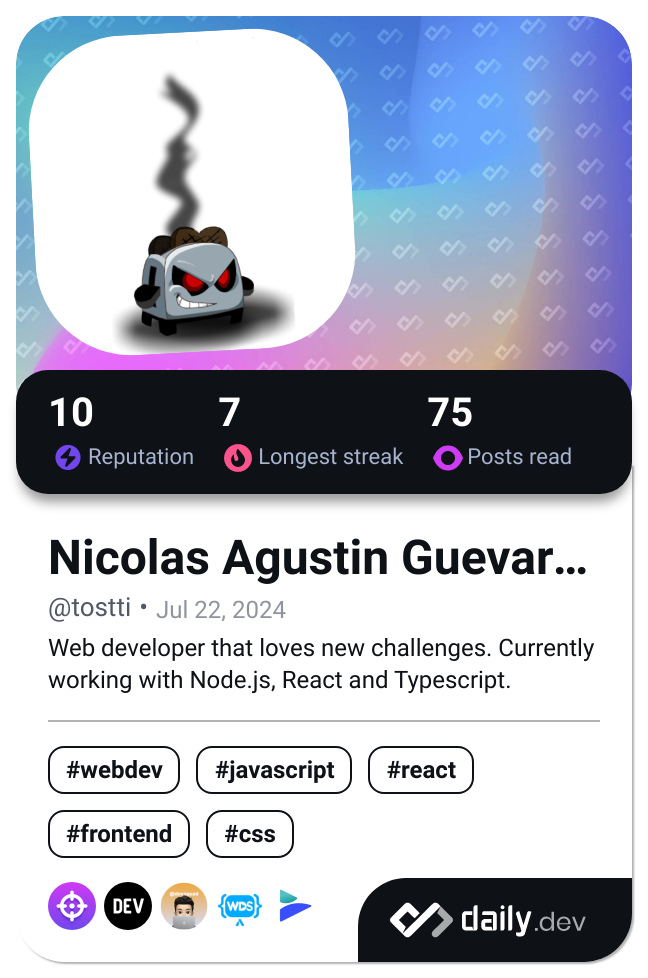 10 7 75
Reputation Longest streak Posts read
Nicolas Agustin Guevar...
@tostti • Jul 22, 2024
Web developer that loves new challenges. Currently
working with Node.js, React and Typescript.
#webdev #javascript #react
#frontend #css
DEV WDS
daily.dev